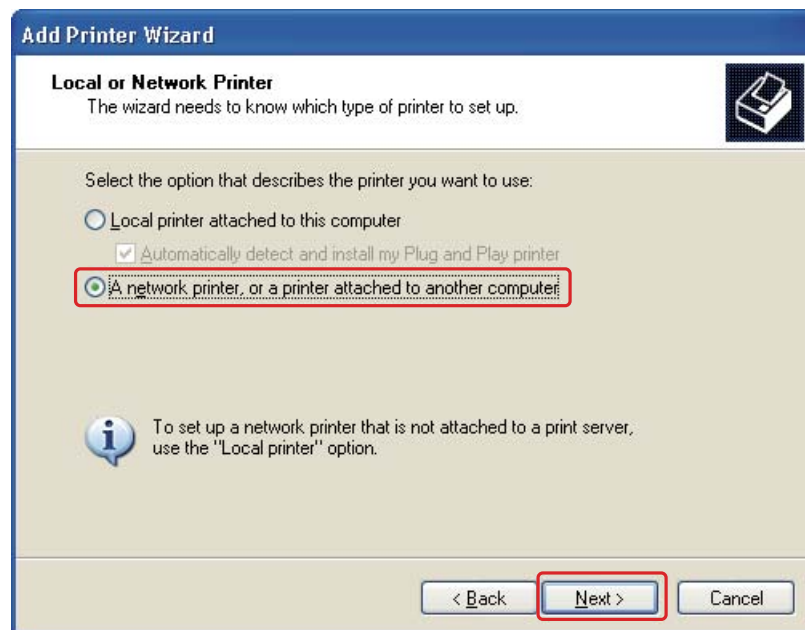 Add Printer Wizard
Local or Network Printer
The wizard needs to know which type of printer to set up.
Select the option that describes the printer you want to use:
Local printer attached to this computer
Automatically detect and install my Plug and Play printer
A network printer, or a printer attached to another computer
To set up a network printer that is not attached to a print server,
use the "Local printer" option.
< Back Next > Cancel